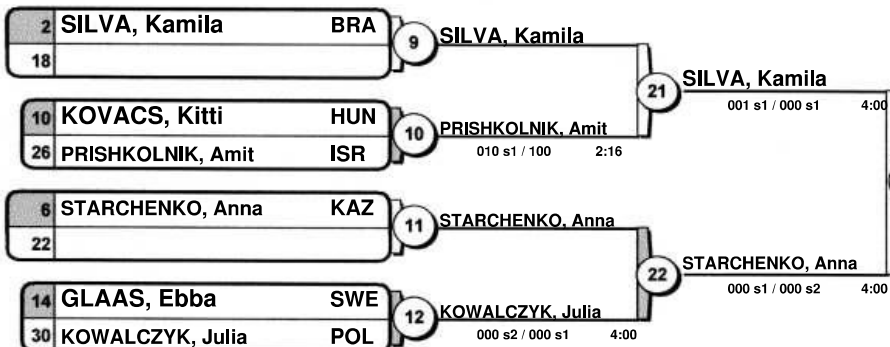 2 SILVA, Kamila BRA
18
9
SILVA, Kamila
10 KOVACS, Kitti HUN
26 PRISHKOLNIK, Amit ISR
10
PRISHKOLNIK, Amit
010 s1 / 100 2:16
21
SILVA, Kamila
001 s1 / 000 s1 4:00
6 STARCHENKO, Anna KAZ
22
11
STARCHENKO, Anna
14 GLAAS, Ebba SWE
30 KOWALCZYK, Julia POL
12
KOWALCZYK, Julia
000 s2 / 000 s1 4:00
22
STARCHENKO, Anna
000 s1 / 000 s2 4:00